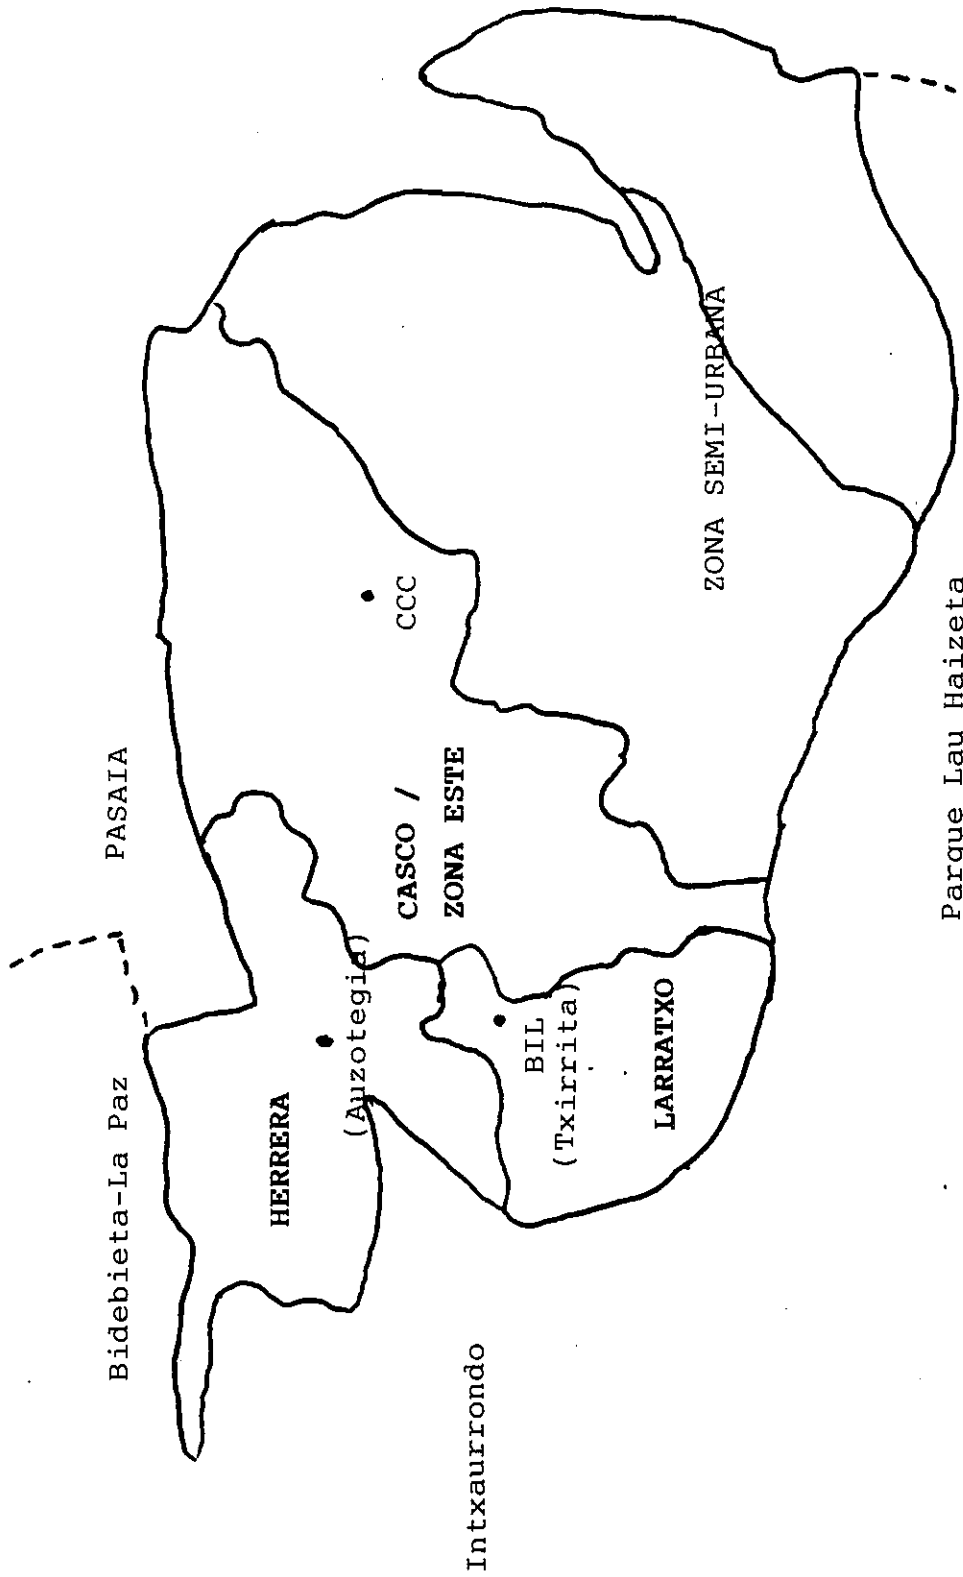 Bidebieta-La Paz
PASAIA
HERRERA
(Auzotegia)
CASCO /
ZONA ESTE
CCC
Intxaurrondo
BIL
(Txirrita)
LARRATXO
ZONA SEMI-URBANA
Parque Lau Haizeta